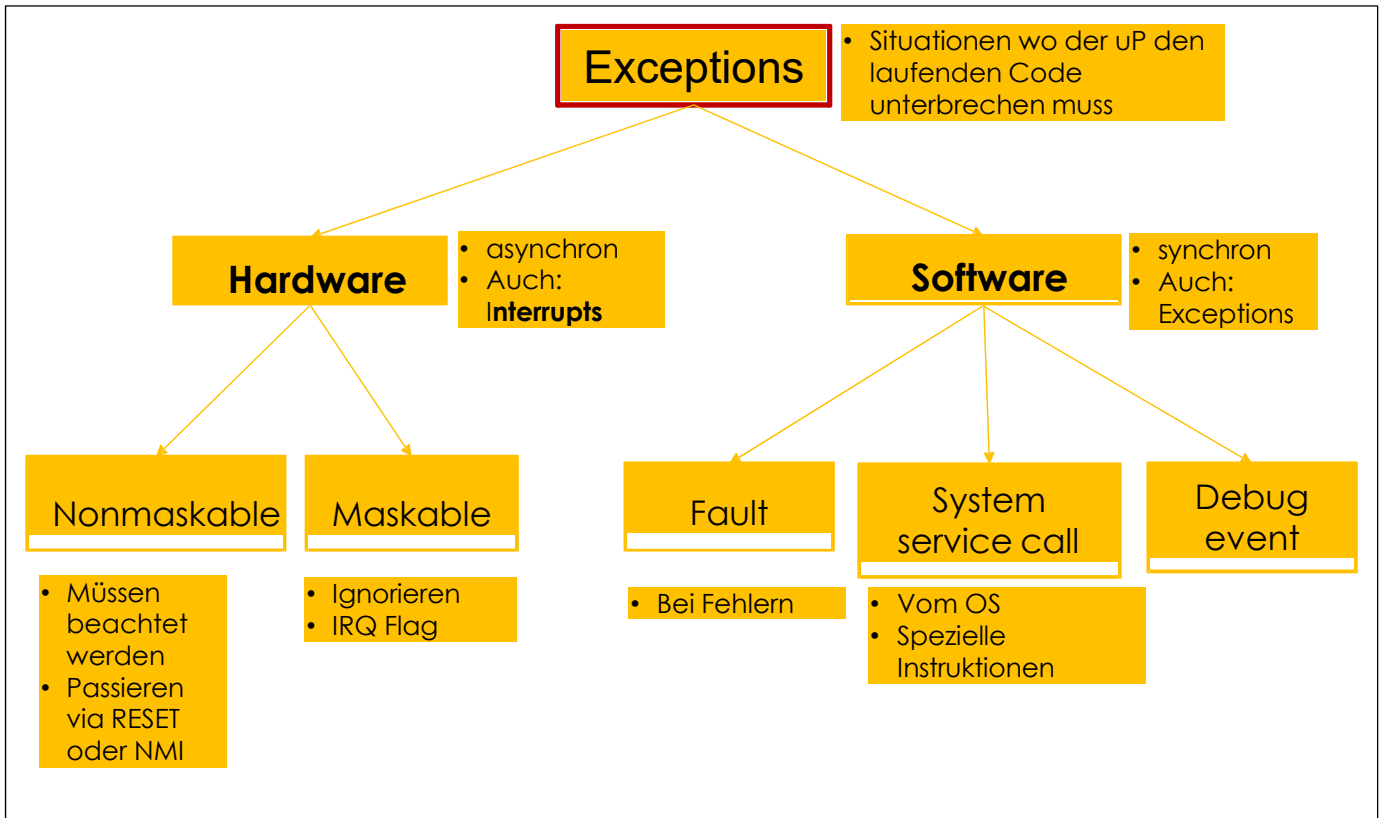 Exceptions
• Situationen wo der uP den
laufenden Code
unterbrechen muss
Hardware
• asynchron
• Auch:
Interrupts
Software
• synchron
• Auch:
Exceptions
Nonmaskable
• Müssen
beachtet
werden
• Passieren
via RESET
oder NMI
Maskable
• Ignorieren
• IRQ Flag
Fault
• Bei Fehlern
System
service call
• Vom OS
• Spezielle
Instruktionen
Debug
event